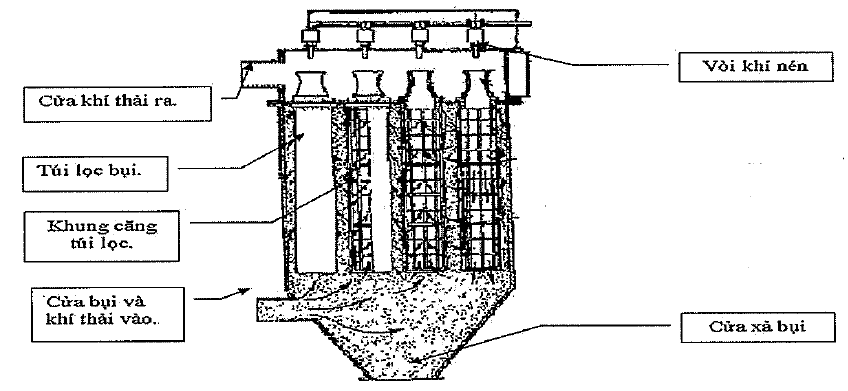 Vòi khí nén
Cửa khí thải ra.
Túi lọc bụi.
Khung căng
túi lọc.
Cửa bụi và
khí thải vào.
Cửa xả bụi